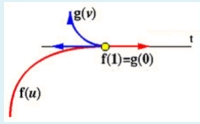 g(v)
t
f(1)=g(0)
f(u)